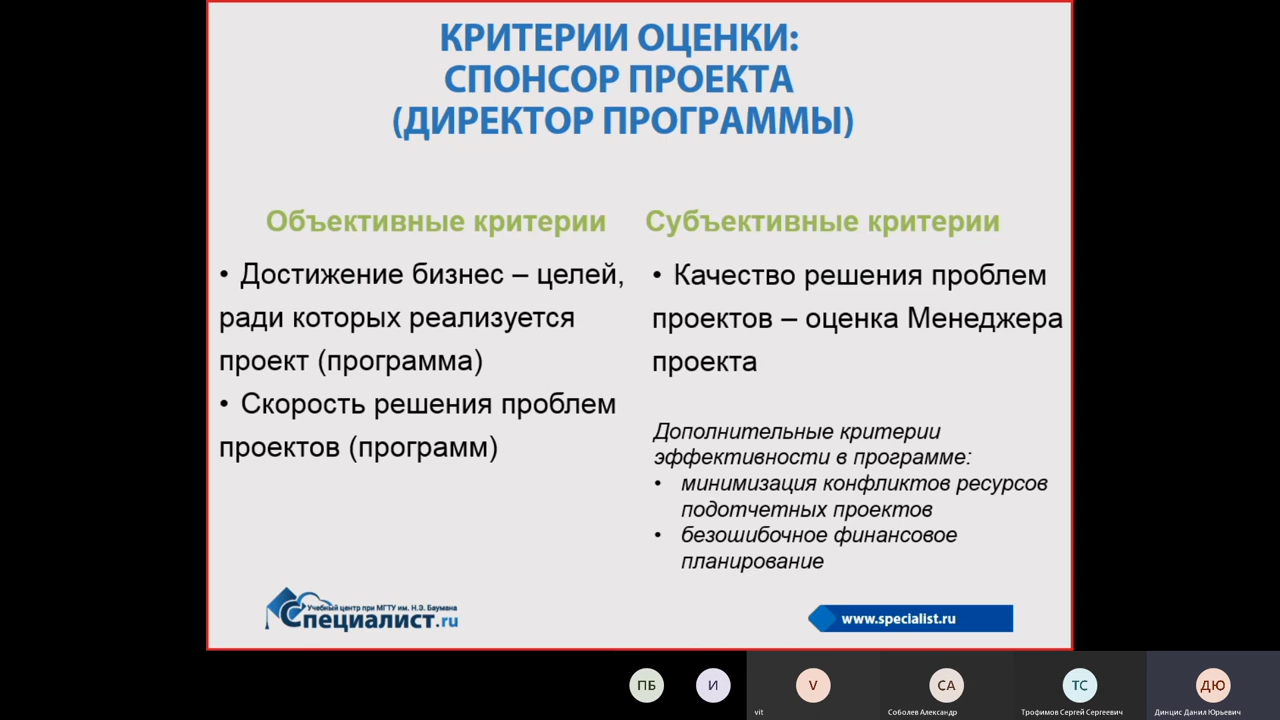 КРИТЕРИИ ОЦЕНКИ:
СПОНСОР ПРОЕКТА
(ДИРЕКТОР ПРОГРАММЫ)
Объективные критерии
• Достижение бизнес – целей,
ради которых реализуется
проект (программа)
• Скорость решения проблем
проектов (программ)
Субъективные критерии
• Качество решения проблем
проектов – оценка Менеджера
проекта
Дополнительные критерии
эффективности в программе:
• минимизация конфликтов ресурсов
подотчетных проектов
• безошибочное финансовое
планирование
Учебный центр при МГТУ им. Н.Э. Баумана
Специалист.ru
www.specialist.ru
ПБ
И
V
СА
ТС
ДЮ
vit
Соболев Александр
Трофимов Сергей Сергеевич
Динцис Данил Юрьевич